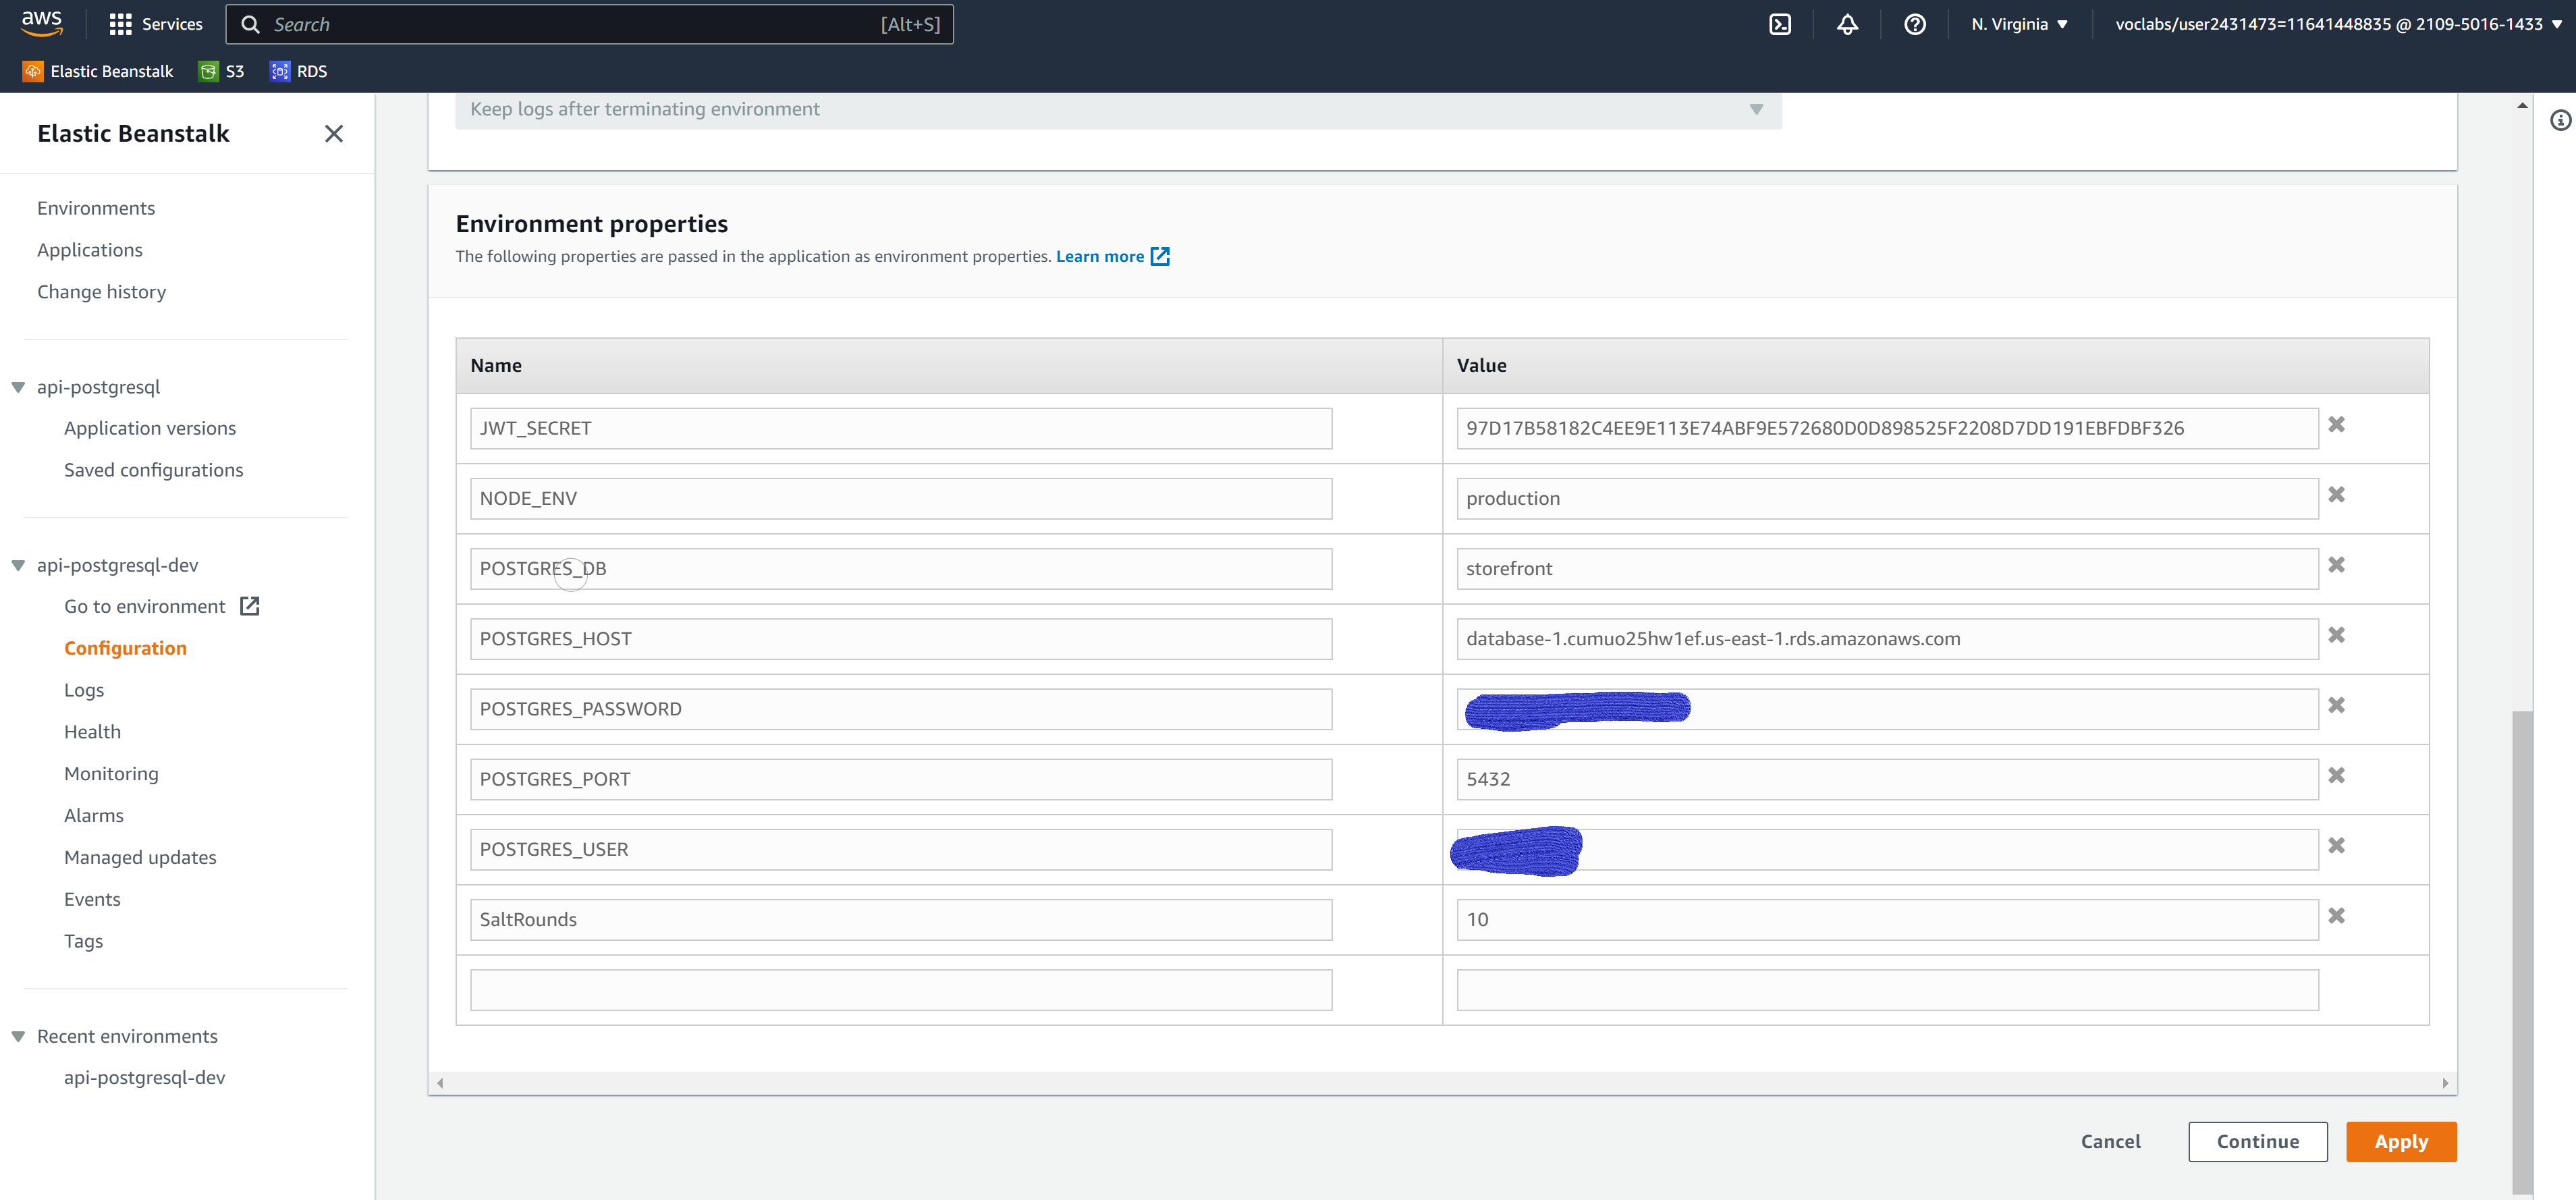 aws
Services
Search
[Alt+S]
N. Virginia
voclabs/user2431473=11641448835 @ 2109-5016-1433
Elastic Beanstalk
S3
RDS
Elastic Beanstalk
Environments
Applications
Change history
api-postgresql
Application versions
Saved configurations
api-postgresql-dev
Go to environment
Configuration
Logs
Health
Monitoring
Alarms
Managed updates
Events
Tags
Recent environments
api-postgresql-dev
Keep logs after terminating environment
Environment properties
The following properties are passed in the application as environment properties. Learn more
Name Value
JWT_SECRET 97D17B58182C4EE9E113E74ABF9E572680D0D898525F2208D7DD191EBFDBF326
NODE_ENV production
POSTGRES_DB storefront
POSTGRES_HOST database-1.cumuo25hw1ef.us-east-1.rds.amazonaws.com
POSTGRES_PASSWORD
POSTGRES_PORT 5432
POSTGRES_USER
SaltRounds 10
Cancel
Continue
Apply